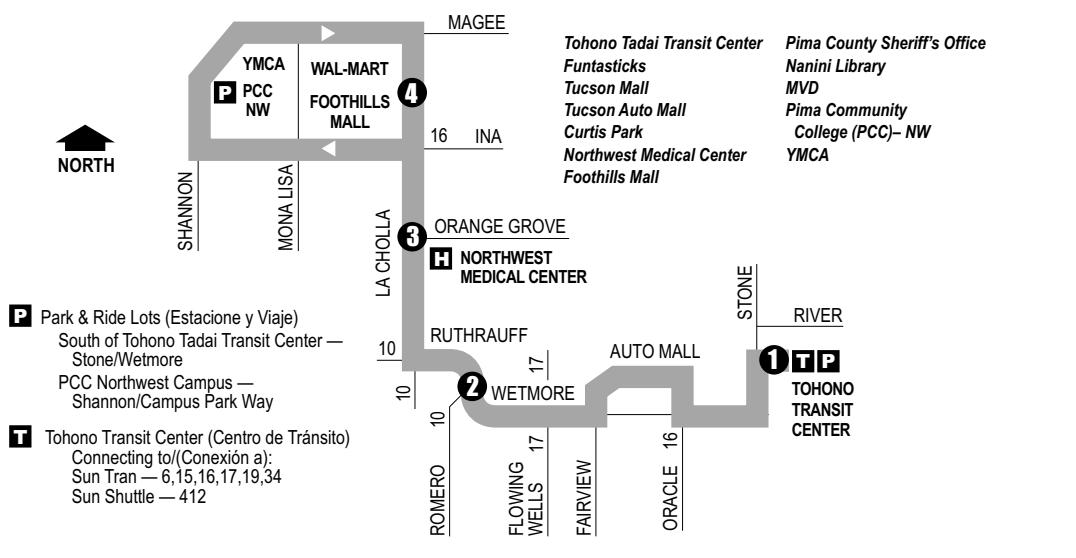 MAGEE
YMCA
P
PCC
NW
WAL-MART
FOOTHILLS
MALL
4
16
INA
NORTH
SHANNON
MONA LISA
LA CHOLLA
3
ORANGE GROVE
H
NORTHWEST
MEDICAL CENTER
Tohono Tadai Transit Center
Funtasticks
Tucson Mall
Tucson Auto Mall
Curtis Park
Northwest Medical Center
Foothills Mall
Pima County Sheriff's Office
Nanini Library
MVD
Pima Community
College (PCC)– NW
YMCA
STONE
RIVER
RUTHRAUFF
10
10
2
WETMORE
17
AUTO MALL
1
T
P
TOHONO
TRANSIT
CENTER
10
ROMERO
17
FLOWING
WELLS
FAIRVIEW
16
ORACLE
P Park & Ride Lots (Estacione y Viaje)
South of Tohono Tadai Transit Center —
Stone/Wetmore
PCC Northwest Campus —
Shannon/Campus Park Way
T Tohono Transit Center (Centro de Tránsito)
Connecting to/(Conexión a):
Sun Tran — 6,15,16,17,19,34
Sun Shuttle — 412